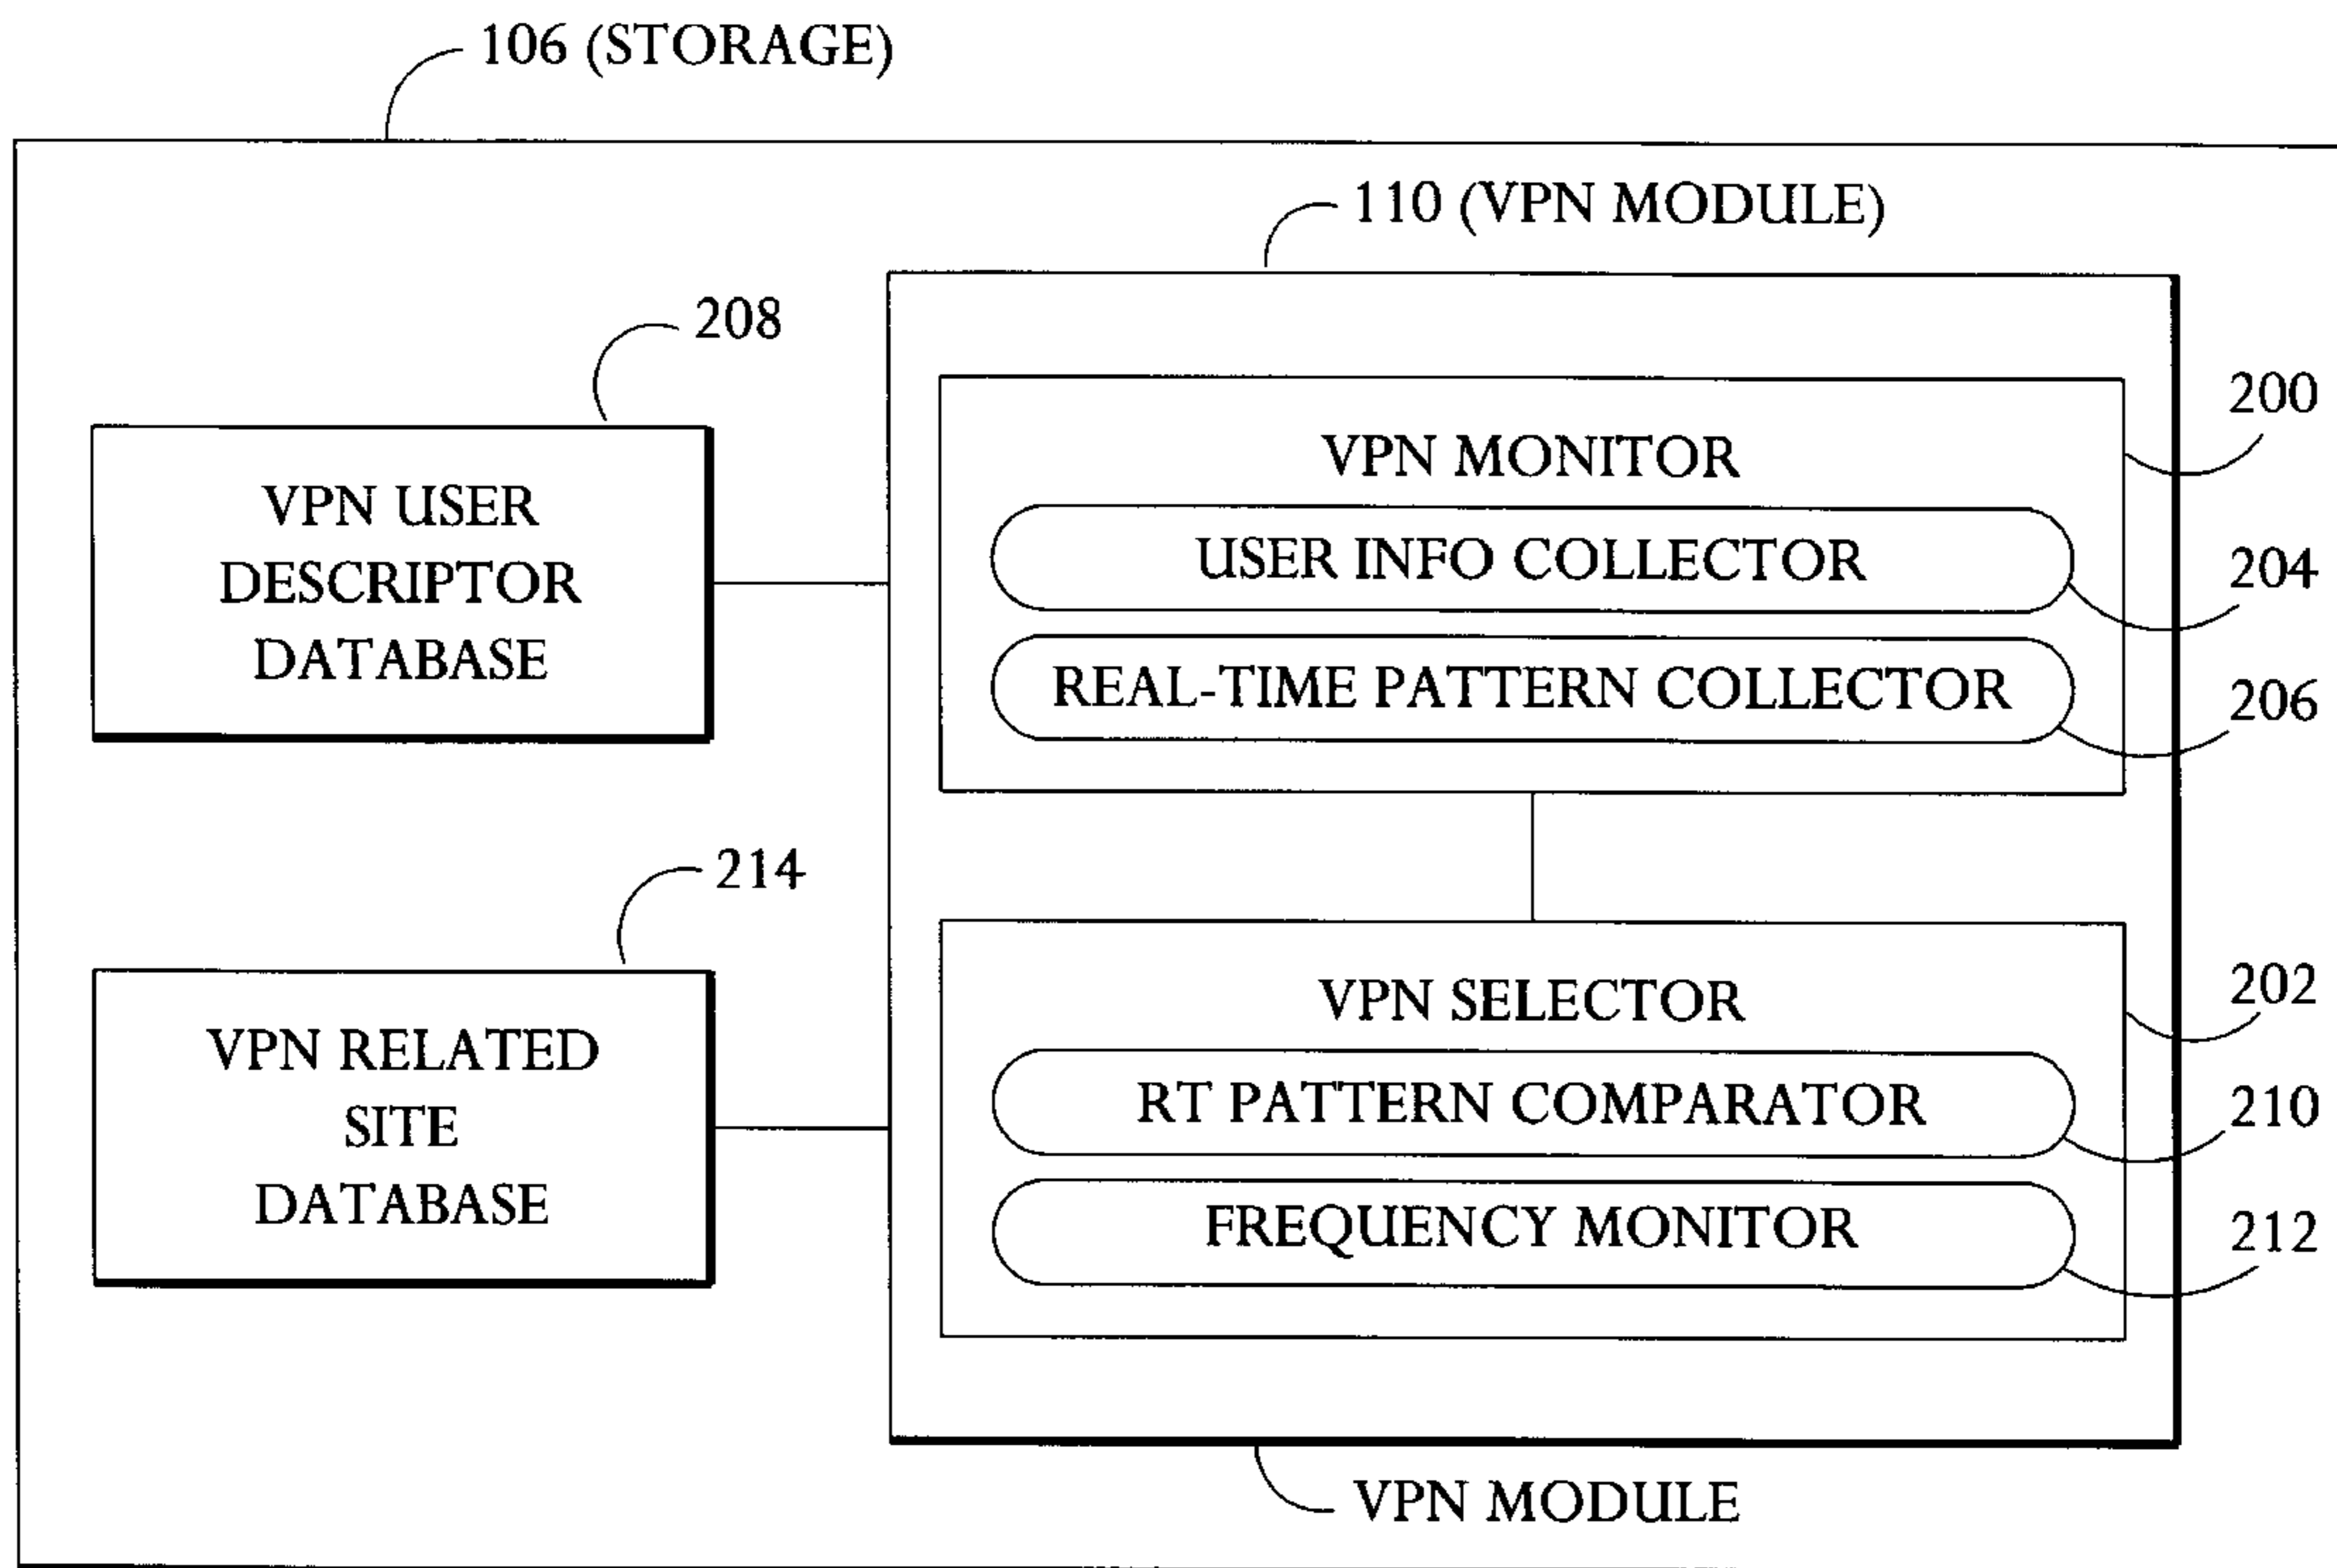 106 (STORAGE)
110 (VPN MODULE)
208
VPN USER
DESCRIPTOR
DATABASE
200
VPN MONITOR
USER INFO COLLECTOR
204
REAL-TIME PATTERN COLLECTOR
206
214
VPN RELATED
SITE
DATABASE
202
VPN SELECTOR
RT PATTERN COMPARATOR
210
FREQUENCY MONITOR
212
VPN MODULE